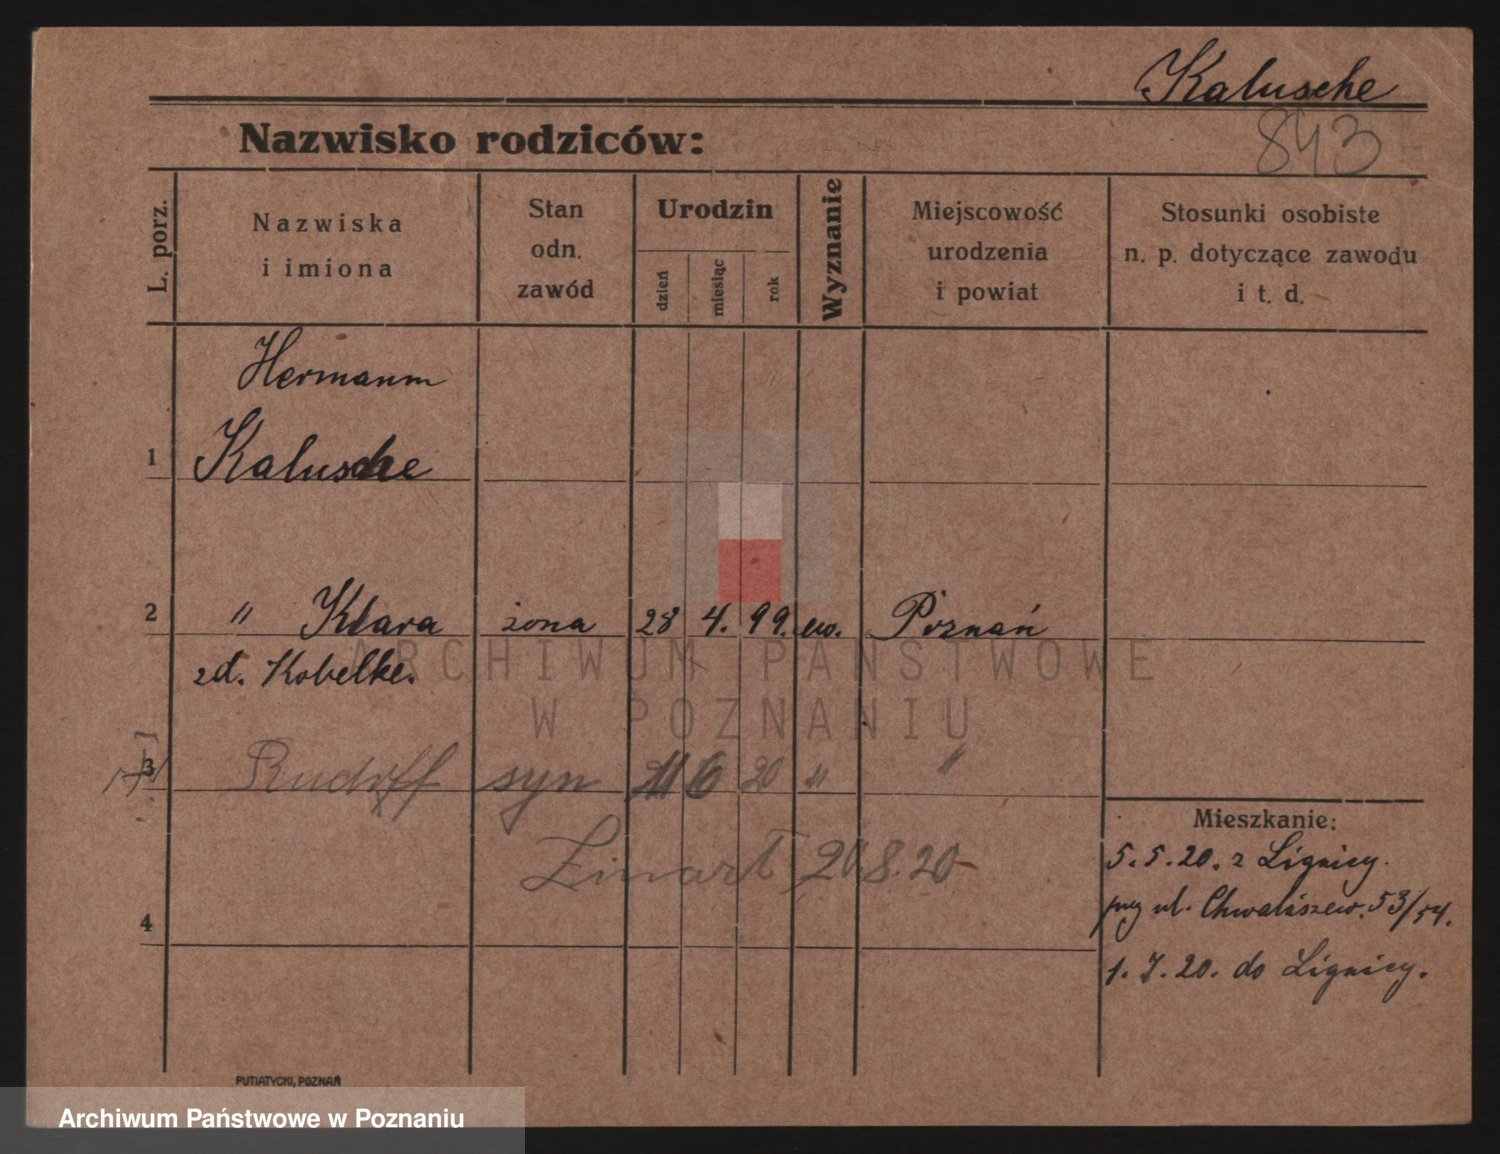 Kalusche
843
Nazwisko rodziców:
L. porz.
Nazwiska
i imiona
Stan
odn.
zawód
Urodzin
dzień
miesiąc
rok
Wyznanie
Miejscowość
urodzenia
i powiat
Stosunki osobiste
n. p. dotyczące zawodu
i t. d.
Hermann
1 Kalusche
2 " Klara żona 28 4. 99. ew. Poznań
zd. Kobelke.
3 Rudolf syn 6 20 " "
Zmarł 20.8.20
4
Mieszkanie:
5.5.20. z Lignicy.
przy ul. Chwaliszew. 53/54.
1.7.20. do Lignicy.
PUTIATYCKI, POZNAŃ
ARCHIWUM PAŃSTWOWE
W POZNANIU
Archiwum Państwowe w Poznaniu